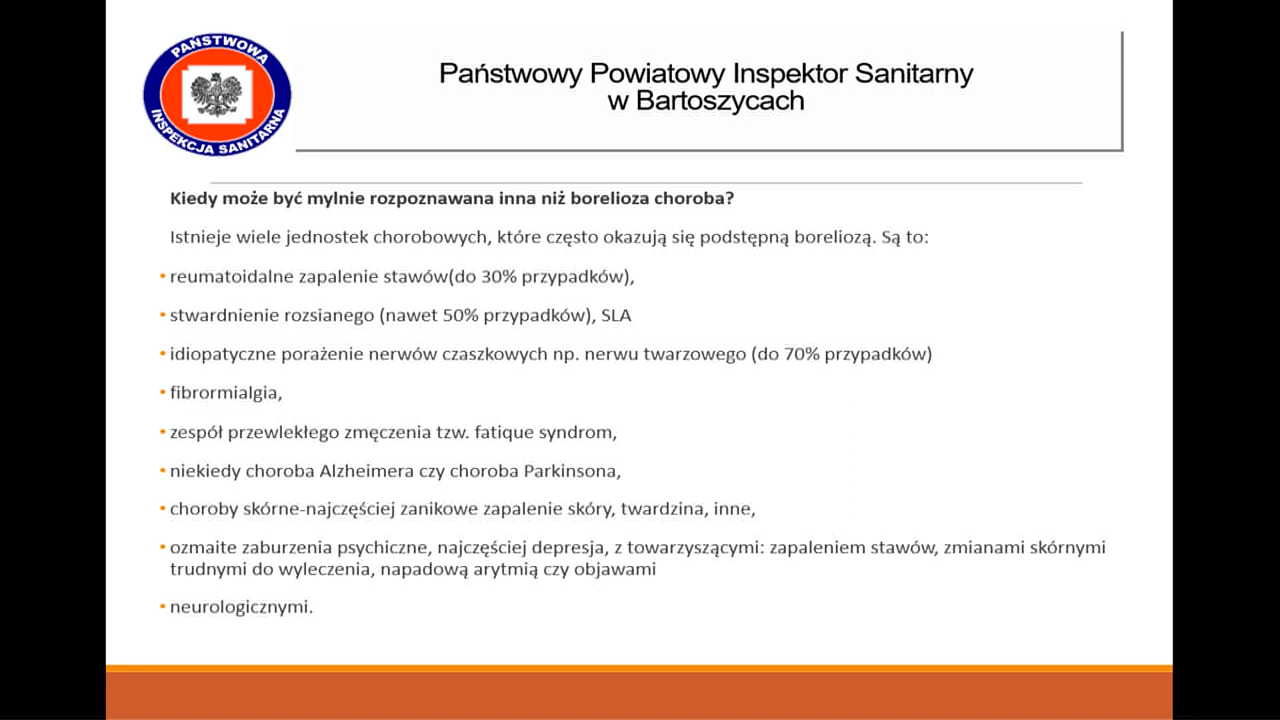 PAŃSTWOWA
INSPEKCJA SANITARNA
Państwowy Powiatowy Inspektor Sanitarny
w Bartoszycach
Kiedy może być mylnie rozpoznawana inna niż borelioza choroba?
Istnieje wiele jednostek chorobowych, które często okazują się podstępną boreliozą. Są to:
• reumatoidalne zapalenie stawów(do 30% przypadków),
• stwardnienie rozsianego (nawet 50% przypadków), SLA
• idiopatyczne porażenie nerwów czaszkowych np. nerwu twarzowego (do 70% przypadków)
• fibrormialgia,
• zespół przewlekłego zmęczenia tzw. fatique syndrom,
• niekiedy choroba Alzheimera czy choroba Parkinsona,
• choroby skórne-najczęściej zanikowe zapalenie skóry, twardzina, inne,
• ozmaite zaburzenia psychiczne, najczęściej depresja, z towarzyszącymi: zapaleniem stawów, zmianami skórnymi
trudnymi do wyleczenia, napadową arytmią czy objawami
• neurologicznymi.